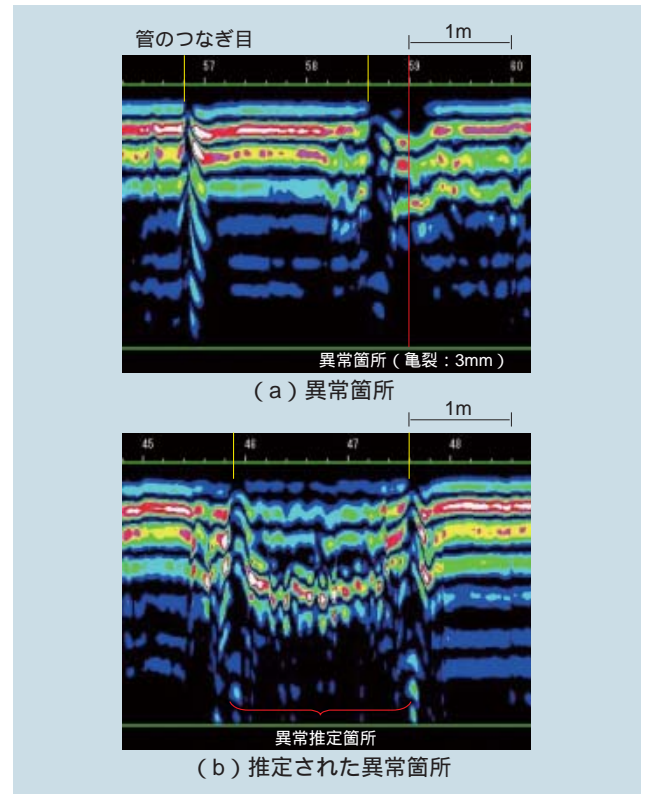 管のつなぎ目
1m
57 58 59 60
異常箇所（亀裂：3mm）
（a）異常箇所
1m
45 46 47 48
異常推定箇所
（b）推定された異常箇所